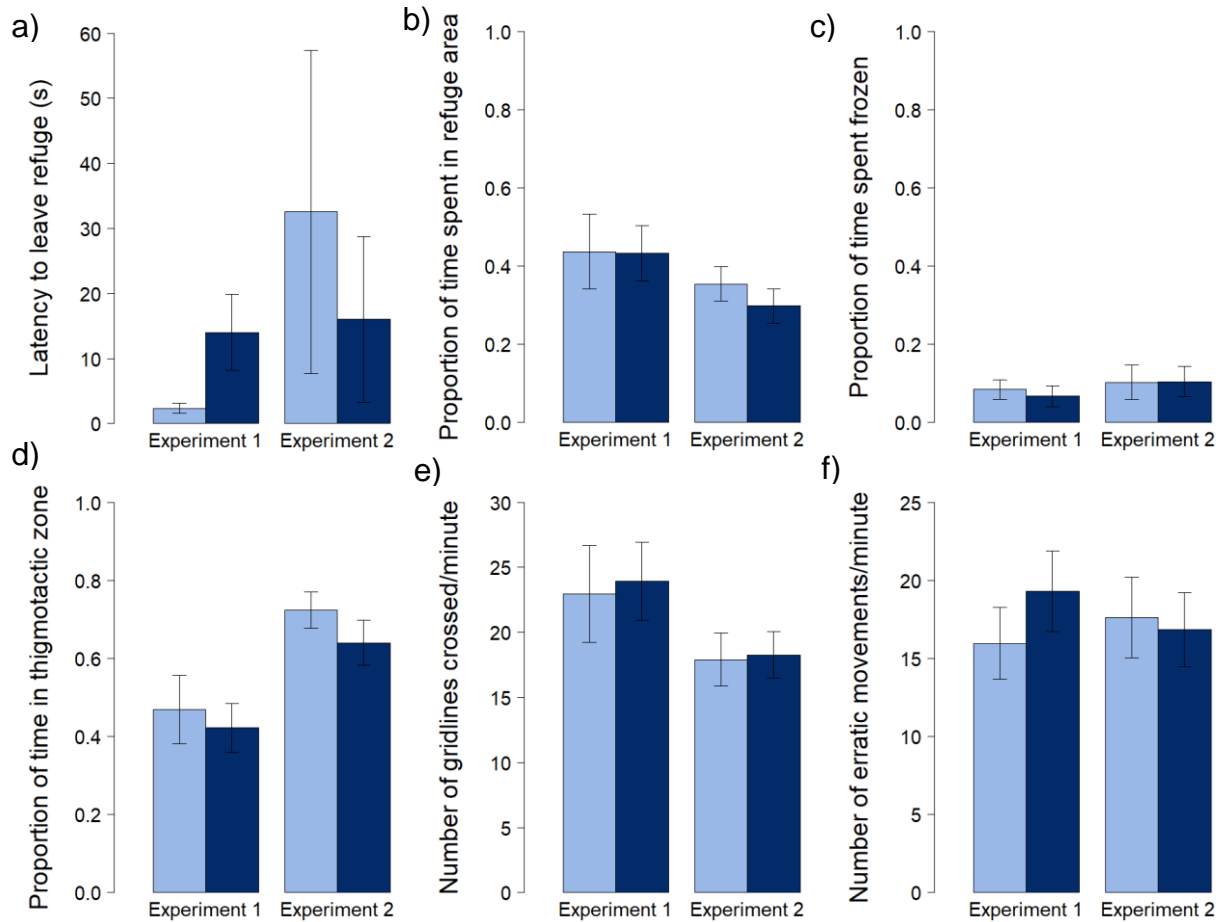 a)
Latency to leave refuge (s)
60
50
40
30
20
10
0
Experiment 1
Experiment 2
b)
Proportion of time spent in refuge area
1.0
0.8
0.6
0.4
0.2
0.0
Experiment 1
Experiment 2
c)
Proportion of time spent frozen
1.0
0.8
0.6
0.4
0.2
0.0
Experiment 1
Experiment 2
d)
Proportion of time in thigmotactic zone
1.0
0.8
0.6
0.4
0.2
0.0
Experiment 1
Experiment 2
e)
Number of gridlines crossed/minute
30
25
20
15
10
5
0
Experiment 1
Experiment 2
f)
Number of erratic movements/minute
25
20
15
10
5
0
Experiment 1
Experiment 2